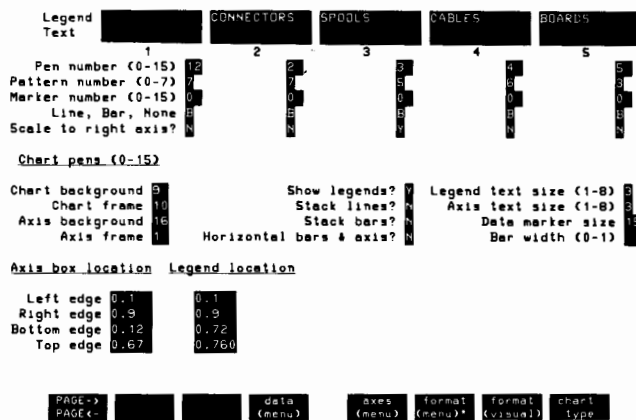 Legend CONNECTORS SPOOLS CABLES BOARDS
Text
1 2 3 4 5
Pen number (0-15) 12 2 3 4 5
Pattern number (0-7) 7 7 5 6 3
Marker number (0-15) 0 0 0 0 0
Line, Bar, None B B B B B
Scale to right axis? N N Y N N
Chart pens (0-15)
Chart background 9 Show legends? Y Legend text size (1-8) 3
Chart frame 10 Stack lines? N Axis text size (1-8) 3
Axis background 16 Stack bars? N Data marker size 15
Axis frame 1 Horizontal bars & axis? N Bar width (0-1)
Axis box location Legend location
Left edge 0.1 0.1
Right edge 0.9 0.9
Bottom edge 0.12 0.72
Top edge 0.67 0.760
PAGE-> data axes format format chart
PAGE<- (menu) (menu) (menu)* (visual) type